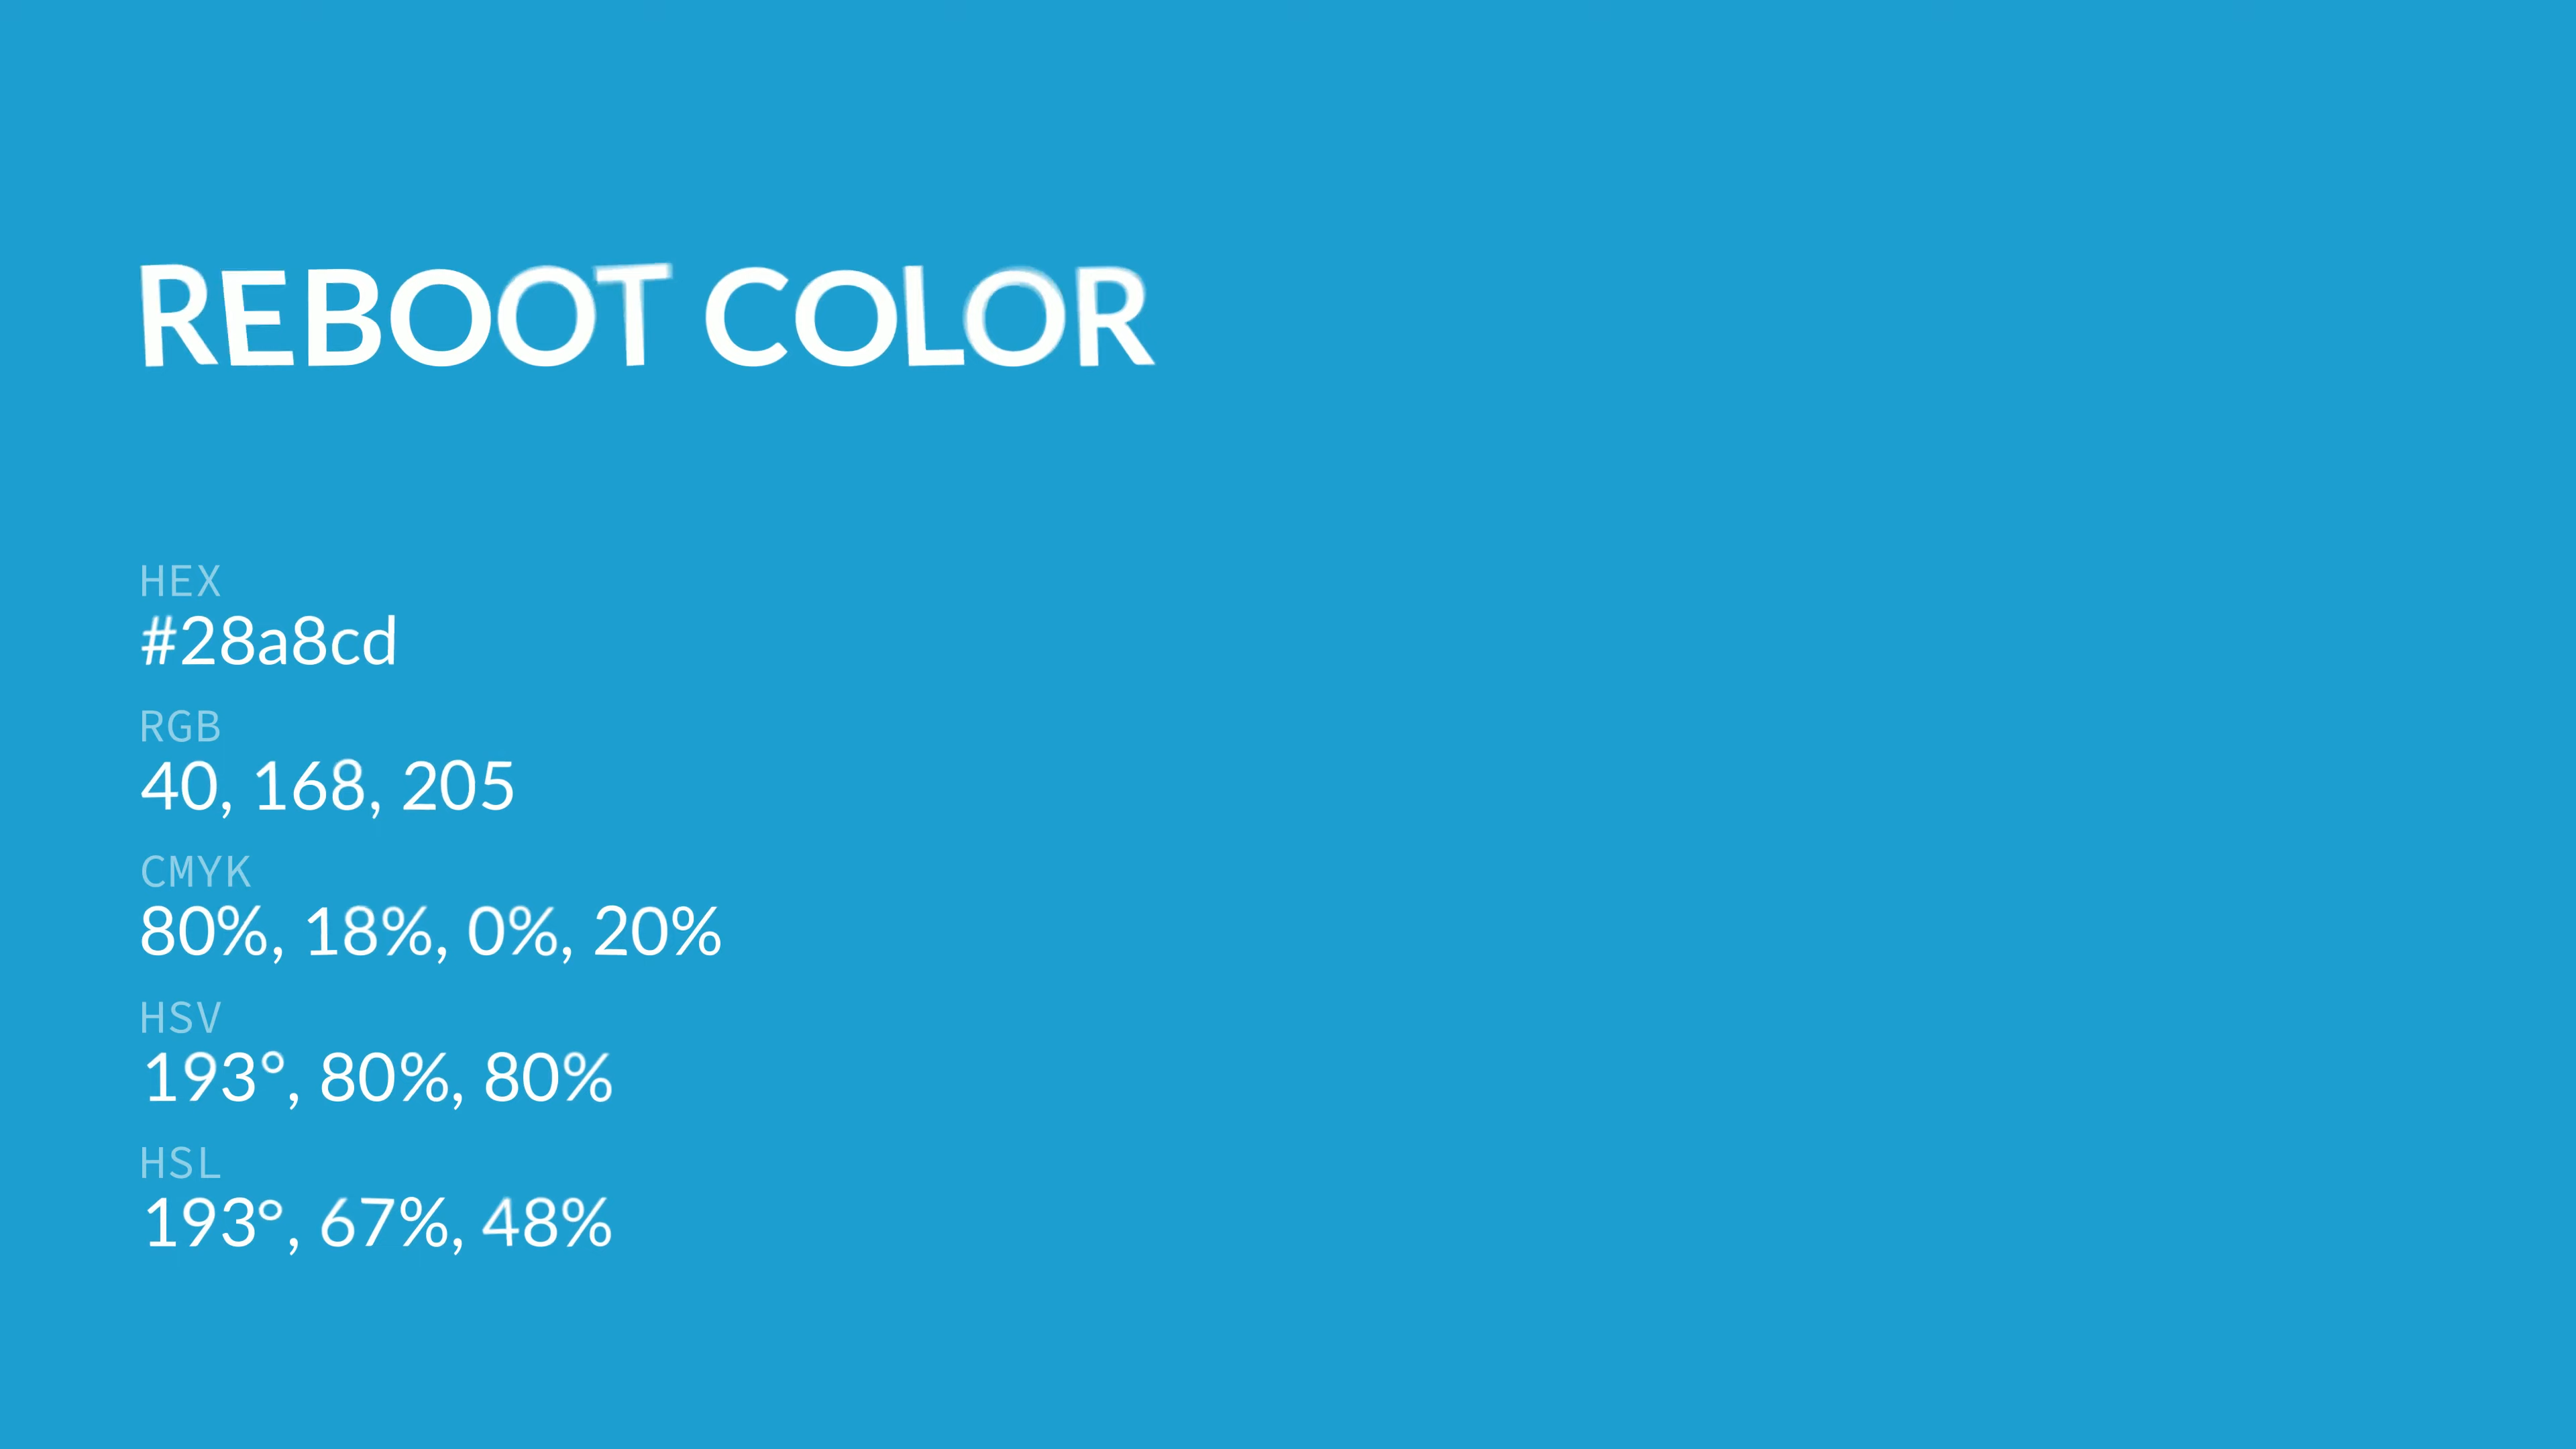 REBOOT COLOR
HEX
#28a8cd
RGB
40, 168, 205
CMYK
80%, 18%, 0%, 20%
HSV
193°, 80%, 80%
HSL
193°, 67%, 48%